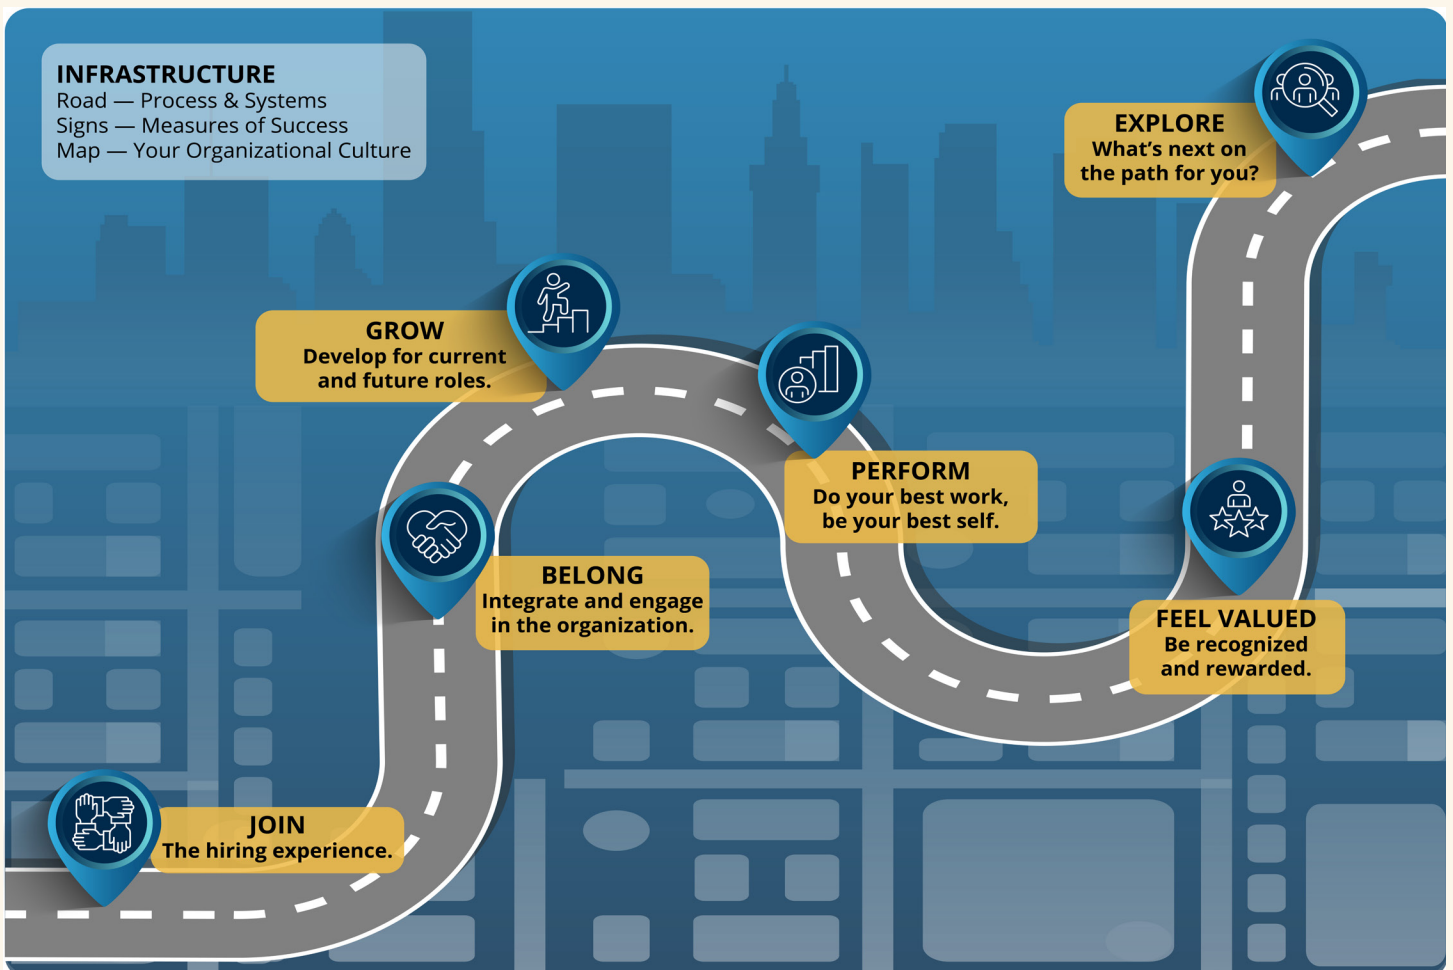 INFRASTRUCTURE
Road — Process & Systems
Signs — Measures of Success
Map — Your Organizational Culture
EXPLORE
What's next on
the path for you?
GROW
Develop for current
and future roles.
PERFORM
Do your best work,
be your best self.
BELONG
Integrate and engage
in the organization.
FEEL VALUED
Be recognized
and rewarded.
JOIN
The hiring experience.